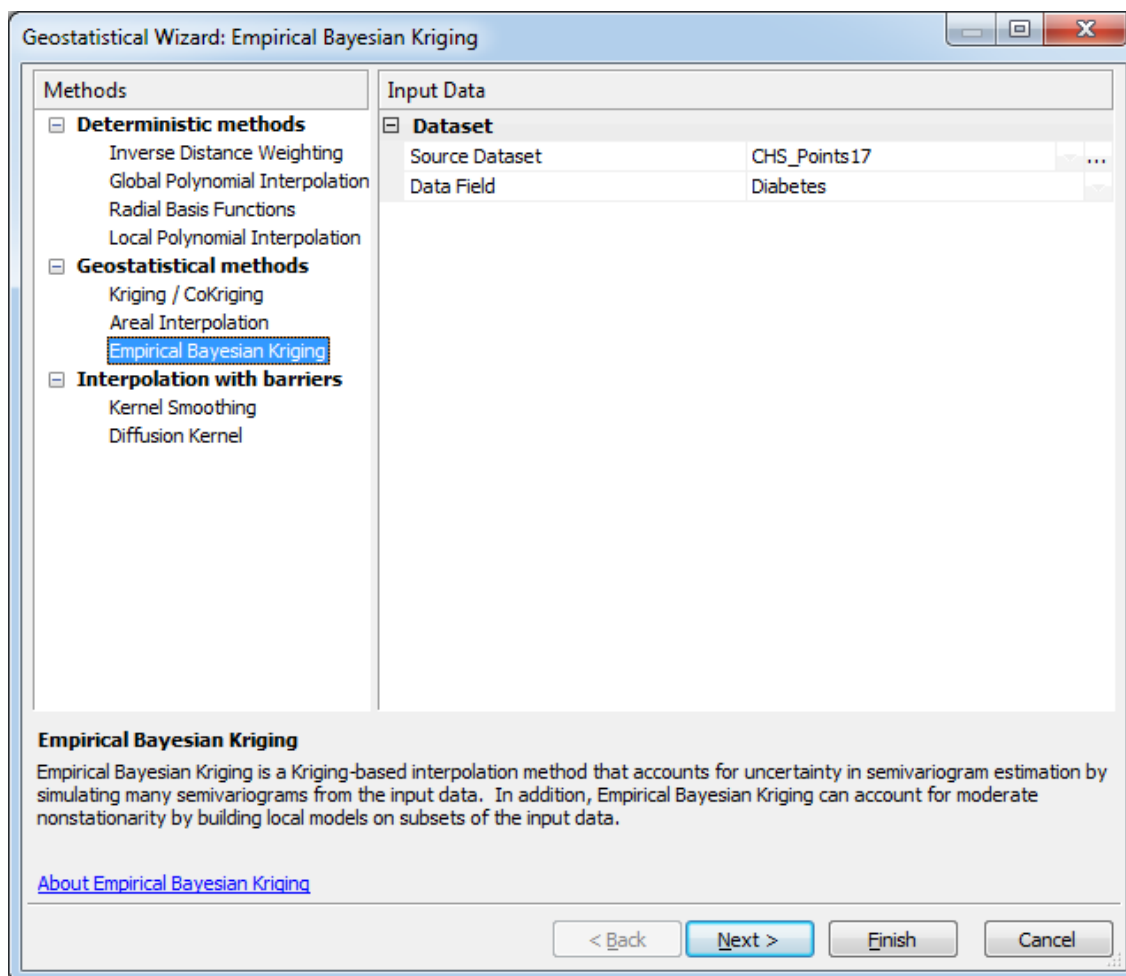 Geostatistical Wizard: Empirical Bayesian Kriging
Methods
Deterministic methods
Inverse Distance Weighting
Global Polynomial Interpolation
Radial Basis Functions
Local Polynomial Interpolation
Geostatistical methods
Kriging / CoKriging
Areal Interpolation
Empirical Bayesian Kriging
Interpolation with barriers
Kernel Smoothing
Diffusion Kernel
Input Data
Dataset
Source Dataset CHS_Points17 ...
Data Field Diabetes
Empirical Bayesian Kriging
Empirical Bayesian Kriging is a Kriging-based interpolation method that accounts for uncertainty in semivariogram estimation by
simulating many semivariograms from the input data. In addition, Empirical Bayesian Kriging can account for moderate
nonstationarity by building local models on subsets of the input data.
About Empirical Bayesian Kriging
< Back Next > Finish Cancel